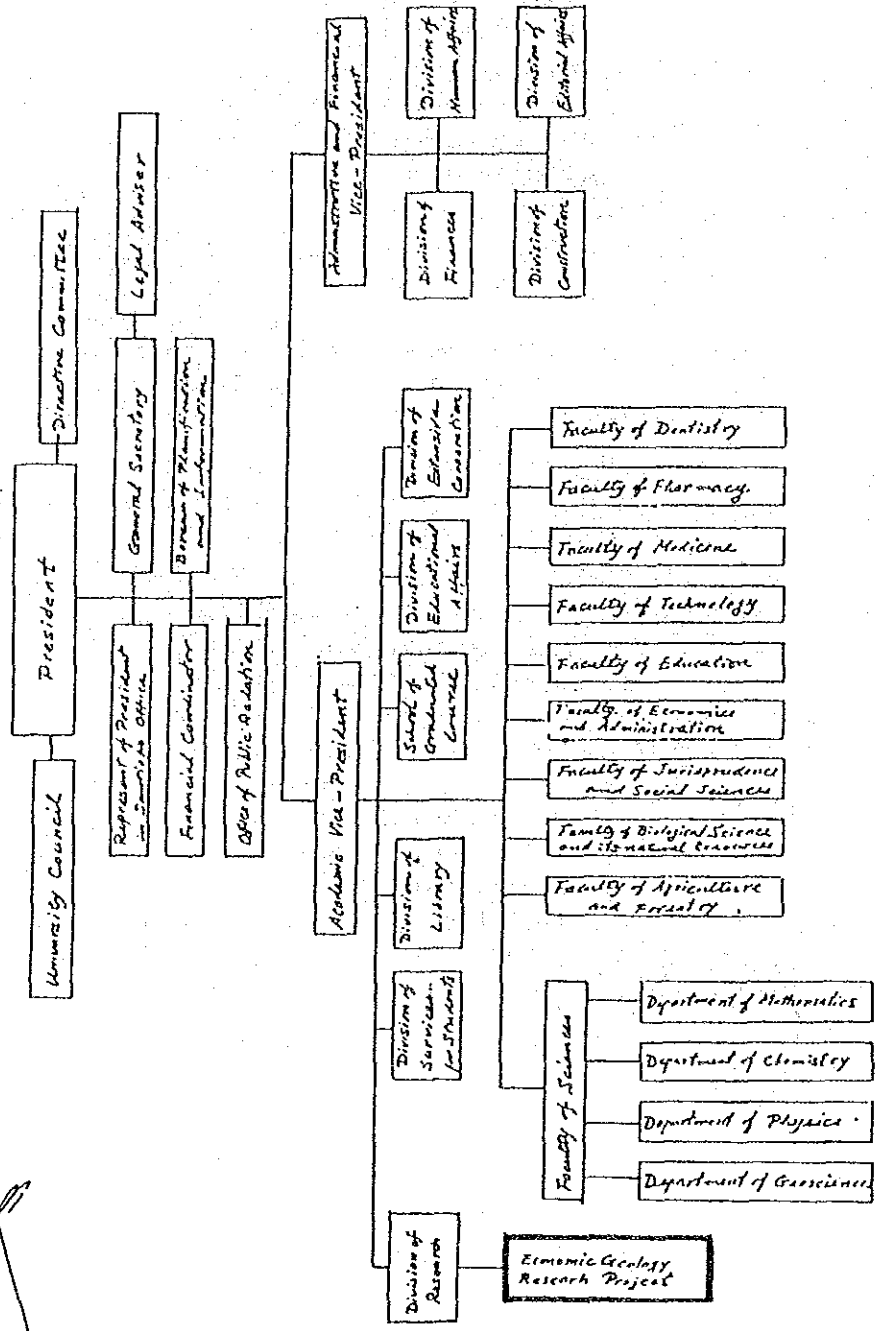 President
University Council
Directive Committee
Represent of President
in Office
General Secretary
Legal Adviser
Financial Coordinator
Bureau of Planification
and Information
Office of Public Relation
Academic Vice-President
Administrative and Financial
Vice-President
Division of
Research
Division of
Services
for Students
Division of
Library
School of
Course
Division of
Educational
Affairs
Division of
Extensive
Division of
Finances
Division of
Human Affairs
Division of
Construction
Division of
Editorial Affairs
Economic Geology
Research Project
Faculty of Sciences
Department of Geoscience
Department of Physics
Department of Chemistry
Department of Mathematics
Faculty of Agriculture
and Forestry
Faculty of Biological Science
and its natural
Faculty of Jurisprudence
and Social Sciences
Faculty of Economics
and Administration
Faculty of Education
Faculty of Technology
Faculty of Medicine
Faculty of Pharmacy.
Faculty of Dentistry